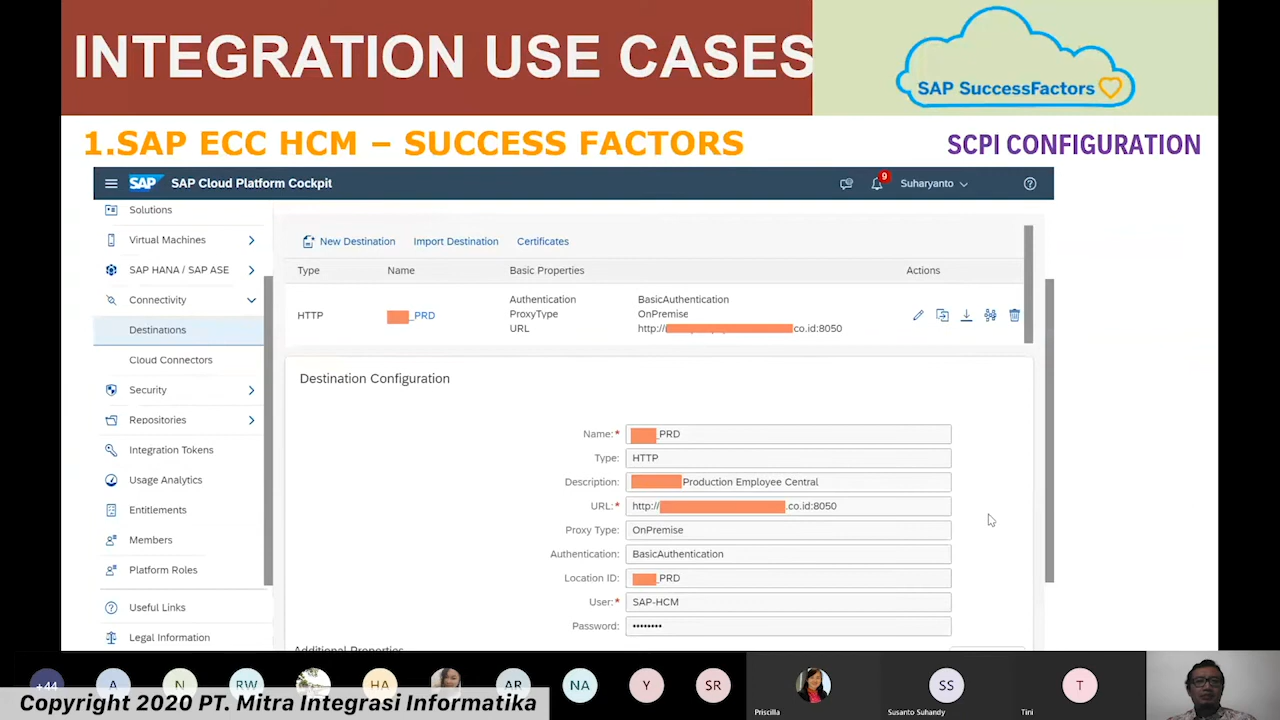 INTEGRATION USE CASES
SAP SuccessFactors
1.SAP ECC HCM – SUCCESS FACTORS
SCPI CONFIGURATION
SAP SAP Cloud Platform Cockpit
9
Suharyanto
Solutions
Virtual Machines
SAP HANA / SAP ASE
Connectivity
Destinations
Cloud Connectors
Security
Repositories
Integration Tokens
Usage Analytics
Entitlements
Members
Platform Roles
Useful Links
Legal Information
New Destination Import Destination Certificates
Type Name Basic Properties Actions
HTTP _PRD
Authentication BasicAuthentication
ProxyType OnPremise
URL http:// .co.id:8050
Destination Configuration
Name:* _PRD
Type: HTTP
Description: Production Employee Central
URL:* http:// .co.id:8050
Proxy Type: OnPremise
Authentication: BasicAuthentication
Location ID: _PRD
User:* SAP-HCM
Password: ••••••••
Additional Properties
+44 A N RW HA AR NA Y SR SS T
Priscilla Susanto Suhandy Tini
Copyright 2020 PT. Mitra Integrasi Informatika